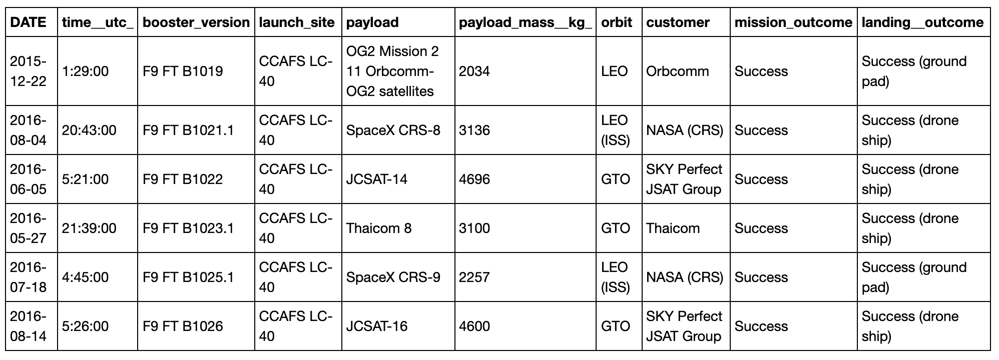 DATE time__utc_ booster_version launch_site payload payload_mass__kg_ orbit customer mission_outcome landing__outcome
2015-12-22 1:29:00 F9 FT B1019 CCAFS LC-40 OG2 Mission 2 11 Orbcomm-OG2 satellites 2034 LEO Orbcomm Success Success (ground pad)
2016-08-04 20:43:00 F9 FT B1021.1 CCAFS LC-40 SpaceX CRS-8 3136 LEO (ISS) NASA (CRS) Success Success (drone ship)
2016-06-05 5:21:00 F9 FT B1022 CCAFS LC-40 JCSAT-14 4696 GTO SKY Perfect JSAT Group Success Success (drone ship)
2016-05-27 21:39:00 F9 FT B1023.1 CCAFS LC-40 Thaicom 8 3100 GTO Thaicom Success Success (drone ship)
2016-07-18 4:45:00 F9 FT B1025.1 CCAFS LC-40 SpaceX CRS-9 2257 LEO (ISS) NASA (CRS) Success Success (ground pad)
2016-08-14 5:26:00 F9 FT B1026 CCAFS LC-40 JCSAT-16 4600 GTO SKY Perfect JSAT Group Success Success (drone ship)